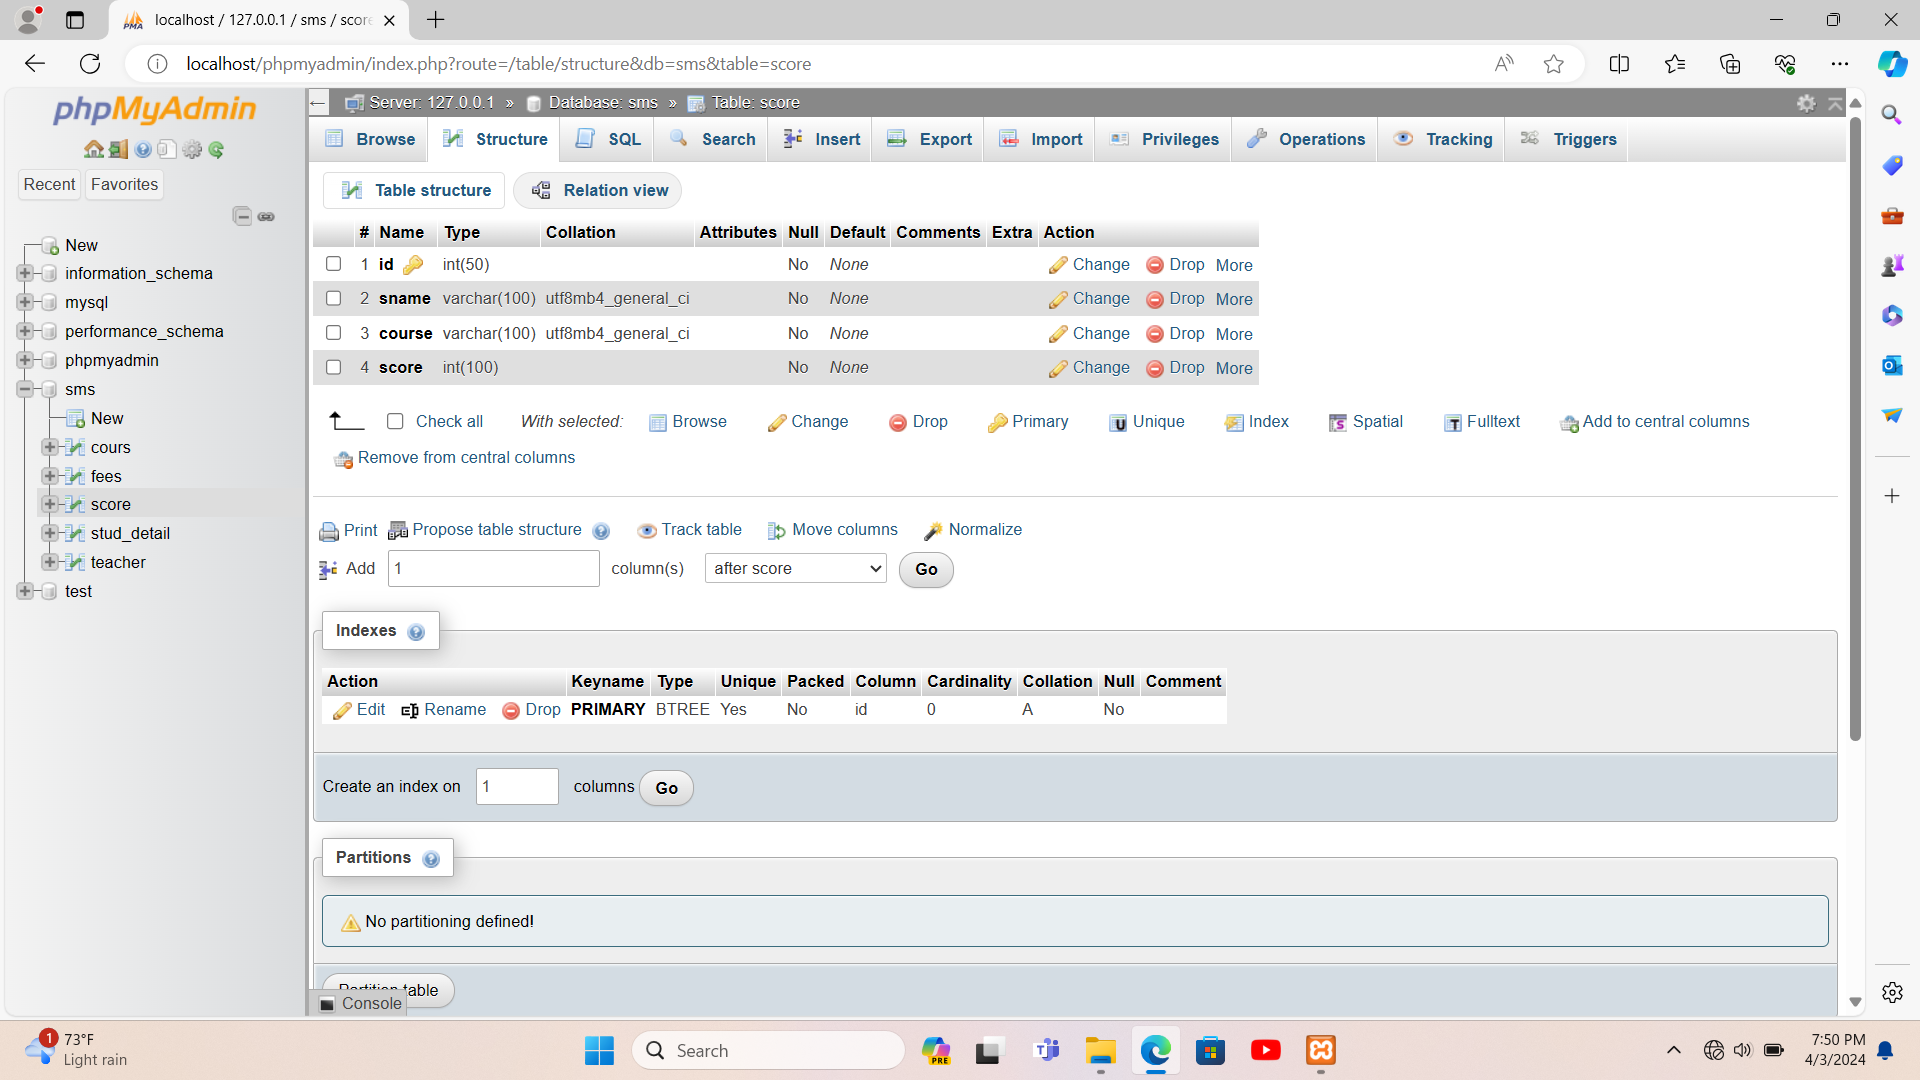 localhost / 127.0.0.1 / sms / score
localhost/phpmyadmin/index.php?route=/table/structure&db=sms&table=score
phpMyAdmin
Recent Favorites
New
information_schema
mysql
performance_schema
phpmyadmin
sms
New
cours
fees
score
stud_detail
teacher
test
Server: 127.0.0.1 » Database: sms » Table: score
Browse Structure SQL Search Insert Export Import Privileges Operations Tracking Triggers
Table structure Relation view
# Name Type Collation Attributes Null Default Comments Extra Action
1 id int(50) No None Change Drop More
2 sname varchar(100) utf8mb4_general_ci No None Change Drop More
3 course varchar(100) utf8mb4_general_ci No None Change Drop More
4 score int(100) No None Change Drop More
Check all With selected: Browse Change Drop Primary Unique Index Spatial Fulltext Add to central columns
Remove from central columns
Print Propose table structure Track table Move columns Normalize
Add 1 column(s) after score Go
Indexes
Action Keyname Type Unique Packed Column Cardinality Collation Null Comment
Edit Rename Drop PRIMARY BTREE Yes No id 0 A No
Create an index on 1 columns Go
Partitions
No partitioning defined!
Partition table
Console
1 73°F
Light rain
Search
PRE
7:50 PM
4/3/2024